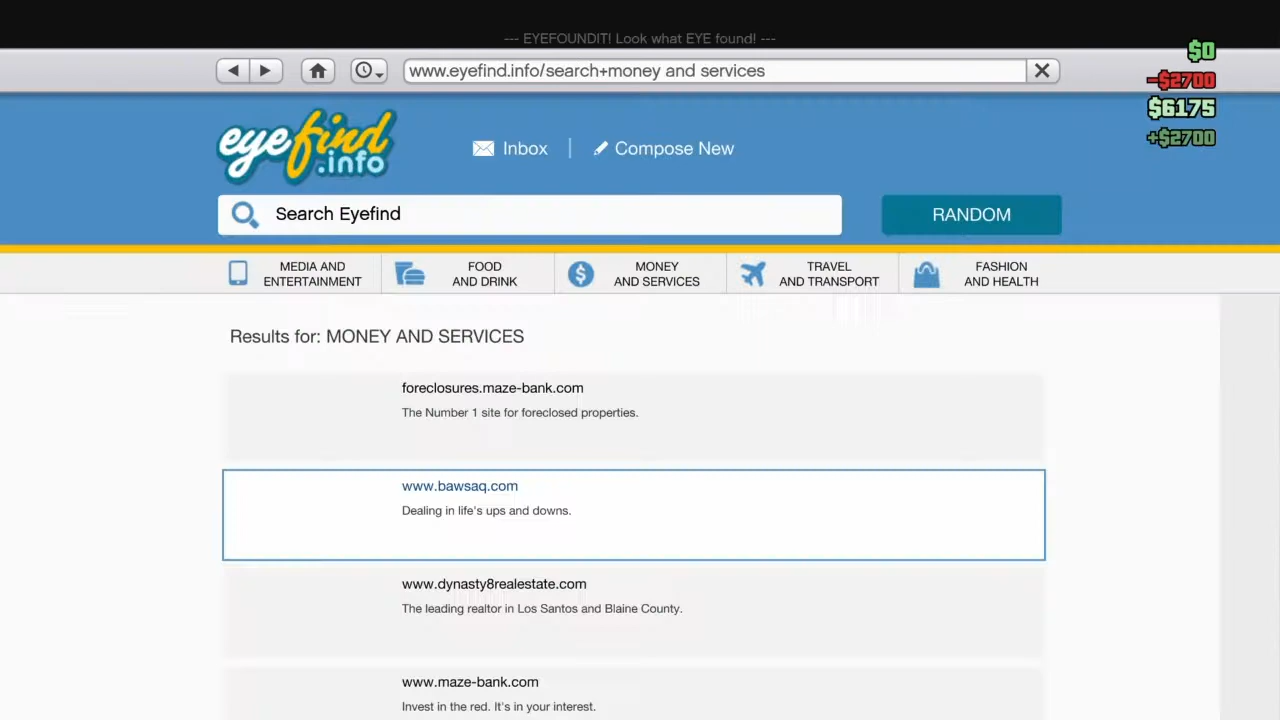 --- EYEFOUNDIT! Look what EYE found! ---
$0
www.eyefind.info/search+money and services
-$2700
$6175
+$2700
eyefind.info
Inbox
Compose New
Search Eyefind
RANDOM
MEDIA AND
ENTERTAINMENT
FOOD
AND DRINK
MONEY
AND SERVICES
TRAVEL
AND TRANSPORT
FASHION
AND HEALTH
Results for: MONEY AND SERVICES
foreclosures.maze-bank.com
The Number 1 site for foreclosed properties.
www.bawsaq.com
Dealing in life's ups and downs.
www.dynasty8realestate.com
The leading realtor in Los Santos and Blaine County.
www.maze-bank.com
Invest in the red. It's in your interest.